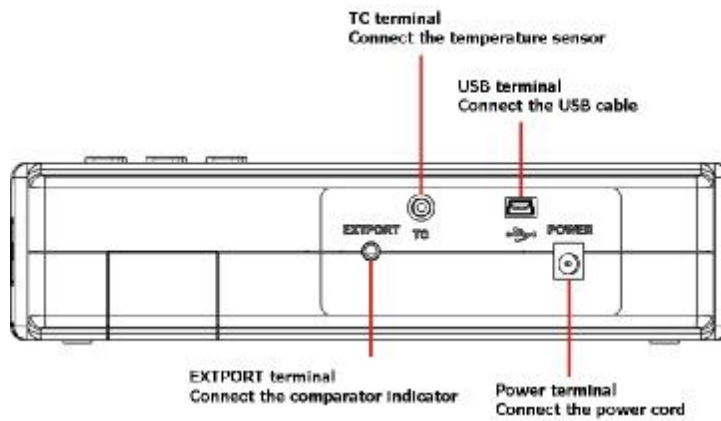 TC terminal
Connect the temperature sensor
USB terminal
Connect the USB cable
EXTPORT
TC
POWER
EXTPORT terminal
Connect the comparator indicator
Power terminal
Connect the power cord